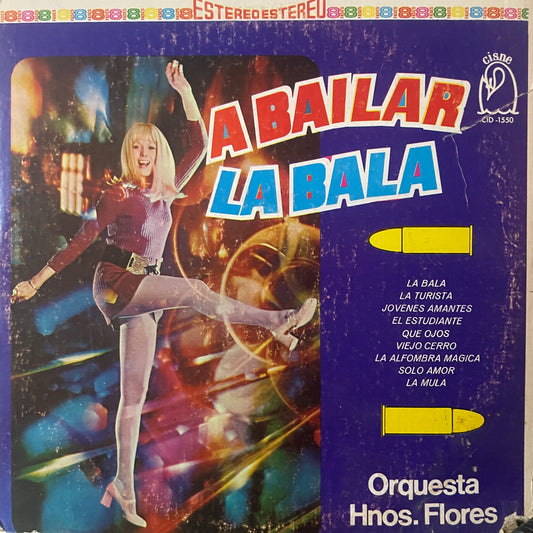 ESTEREO ESTEREO
cisne
CID -1550
A BAILAR
LA BALA
LA BALA
LA TURISTA
JOVENES AMANTES
EL ESTUDIANTE
QUE OJOS
VIEJO CERRO
LA ALFOMBRA MAGICA
SOLO AMOR
LA MULA
Orquesta
Hnos. Flores